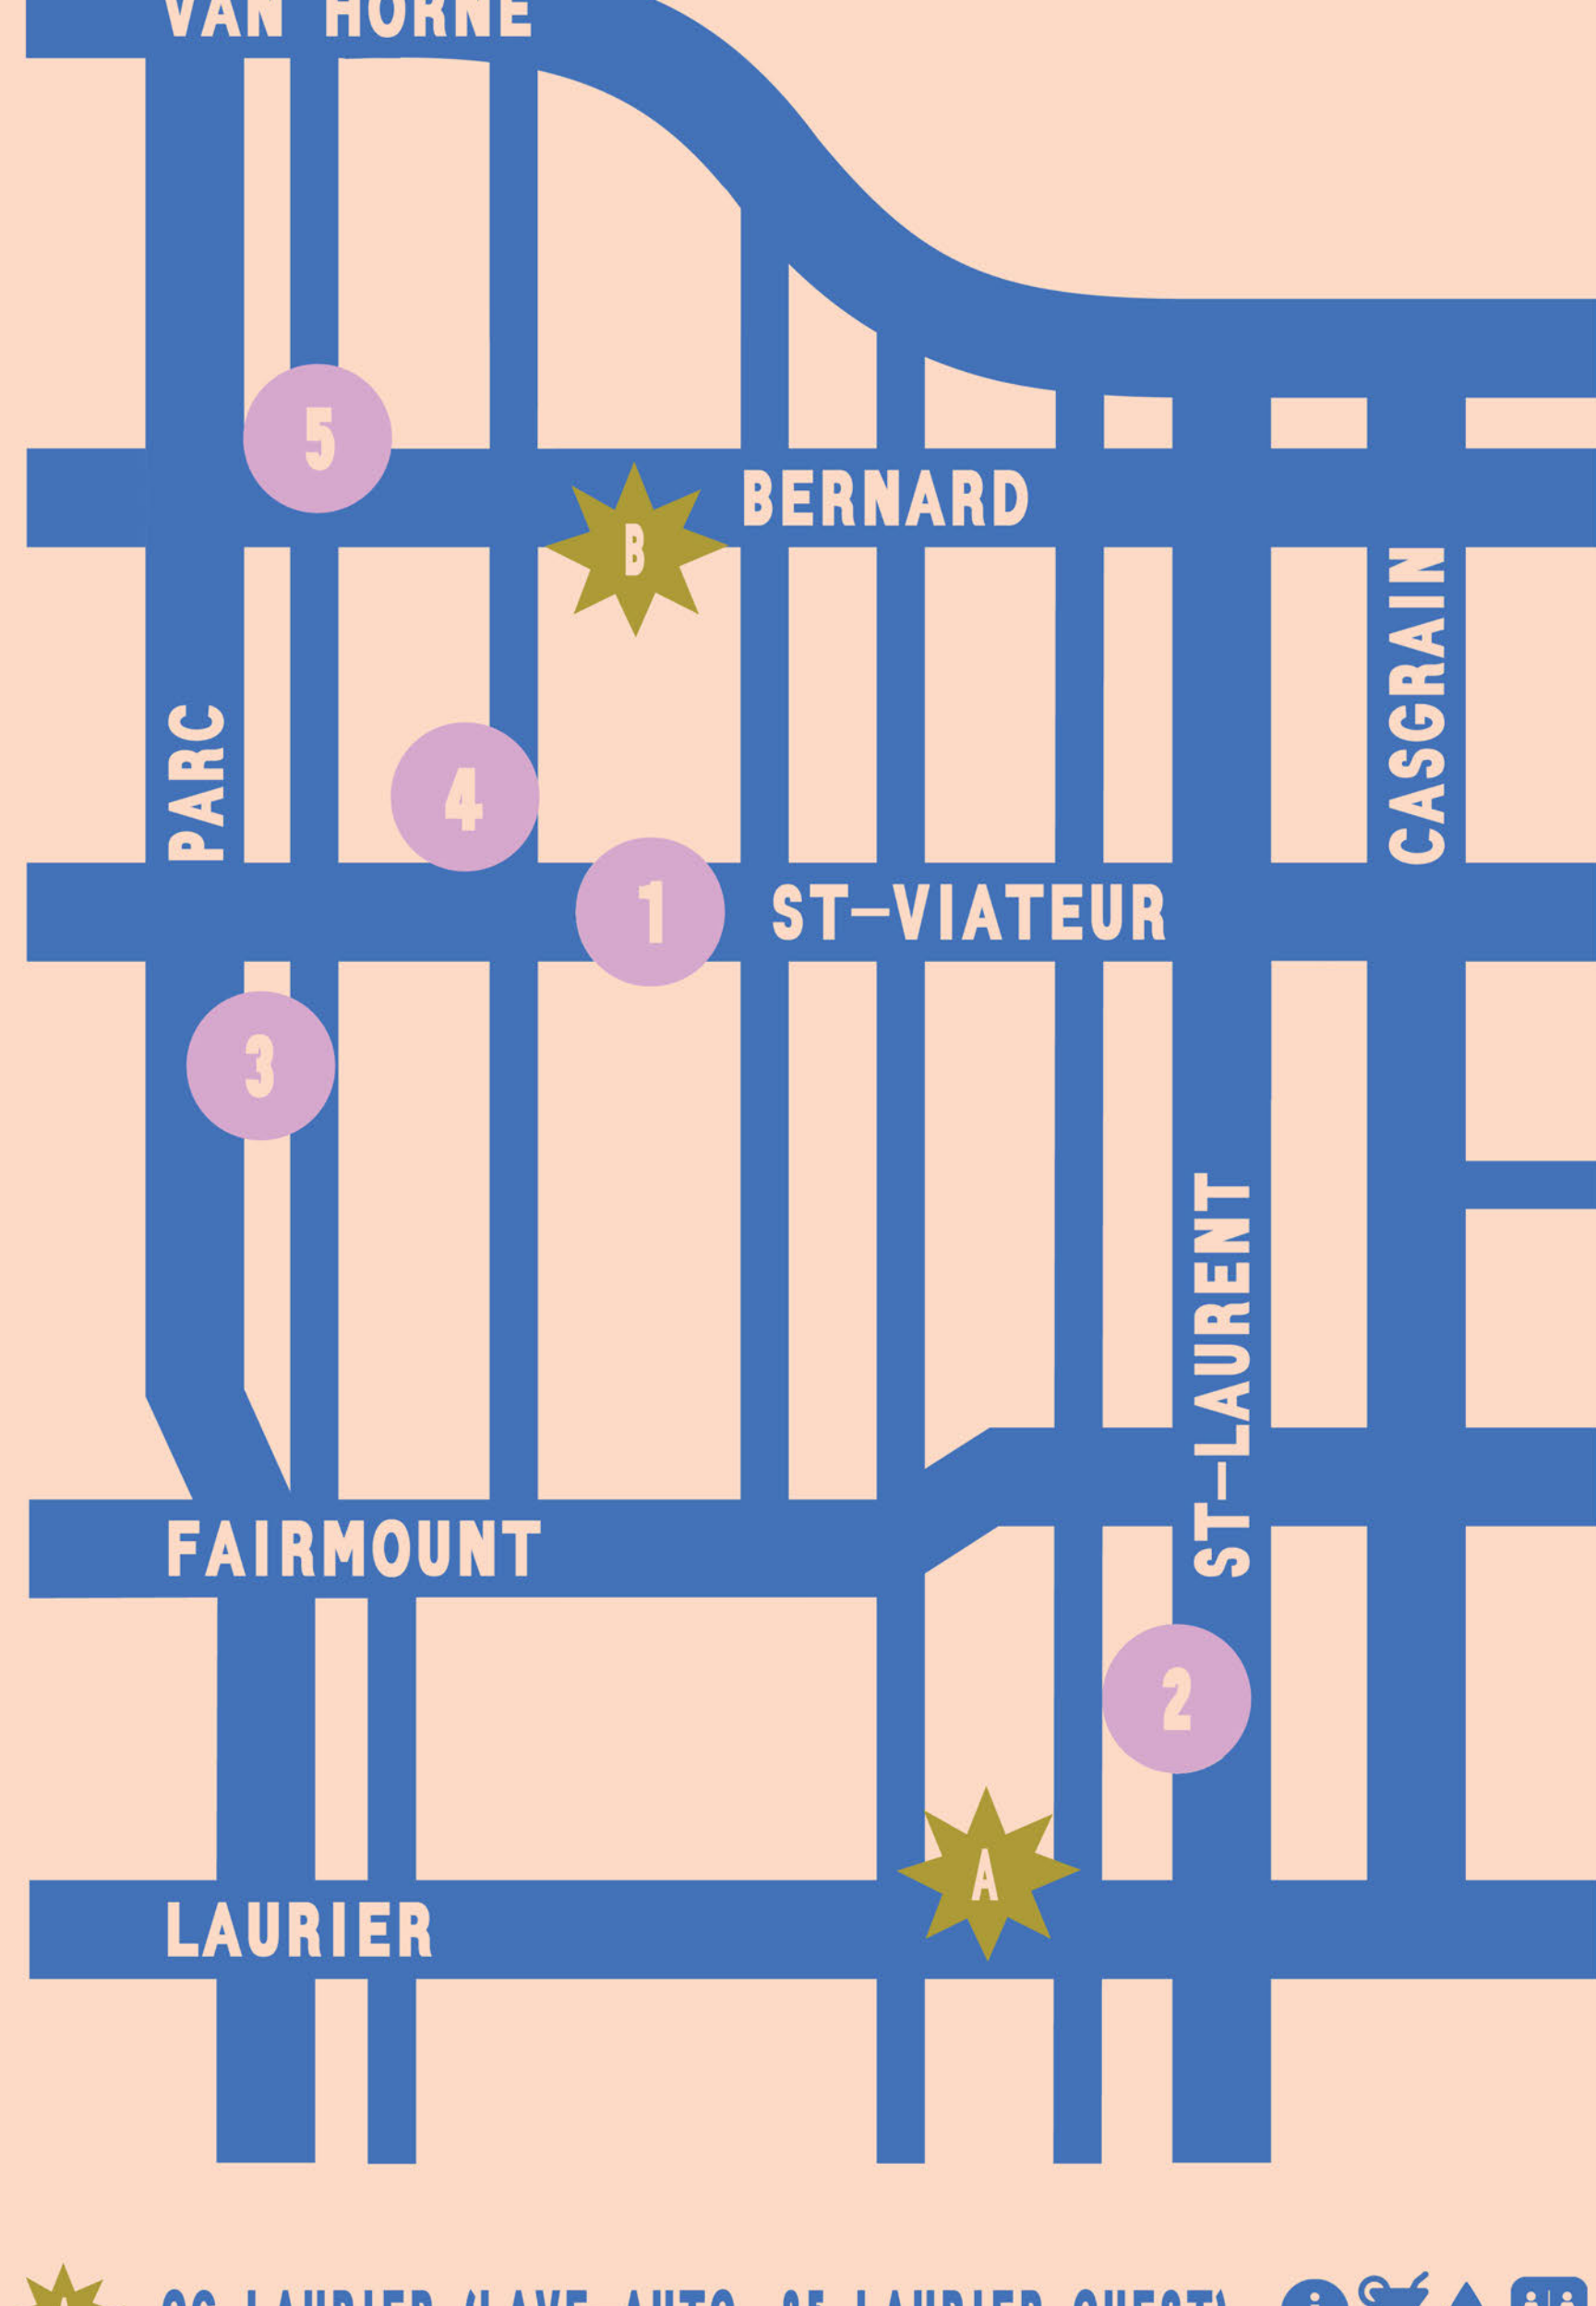 VAN HORNE
5
BERNARD
B
CASGRAIN
PARC
4
1
ST-VIATEUR
3
ST-LAURENT
FAIRMOUNT
2
A
LAURIER